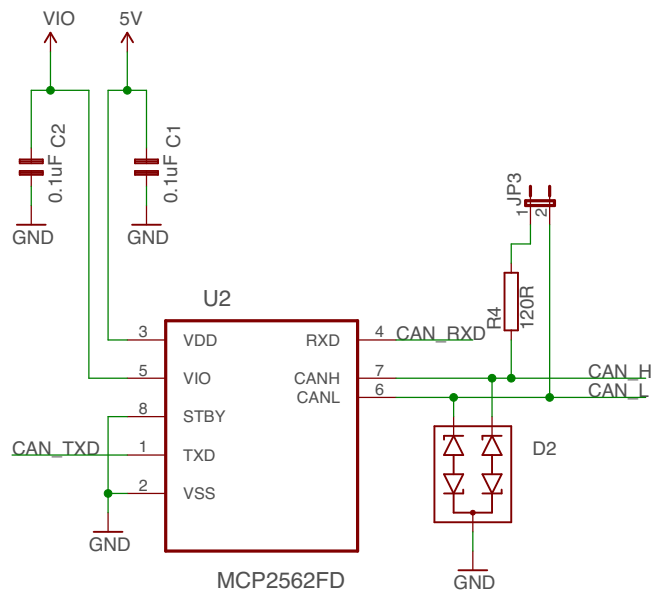 VIO
5V
0.1uF C2
0.1uF C1
GND
GND
JP3
1
2
U2
R4
120R
3 VDD
RXD 4 CAN_RXD
5 VIO
CANH 7 CAN_H
CANL 6 CAN_L
8 STBY
CAN_TXD 1 TXD
2 VSS
D2
GND
GND
MCP2562FD